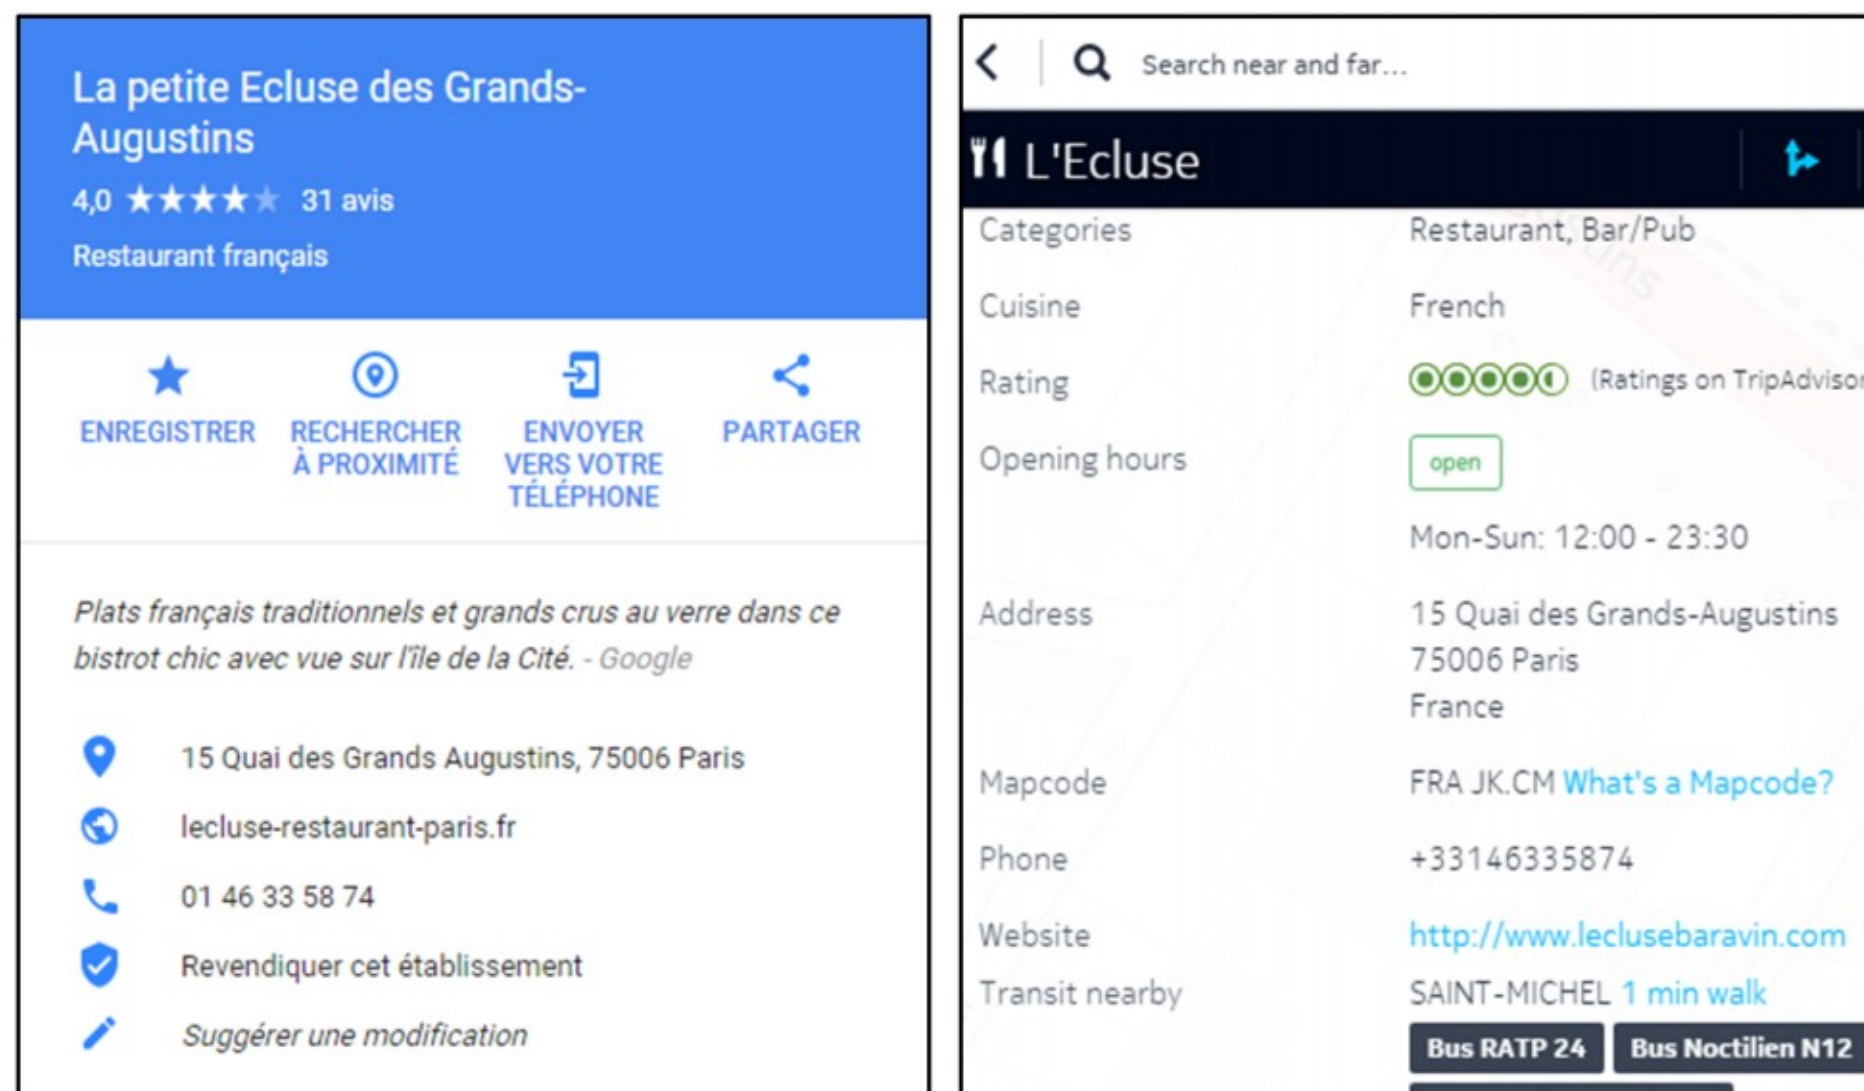 La petite Ecluse des Grands-
Augustins
4,0 31 avis
Restaurant français
ENREGISTRER
RECHERCHER
À PROXIMITÉ
ENVOYER
VERS VOTRE
TÉLÉPHONE
PARTAGER
Plats français traditionnels et grands crus au verre dans ce
bistrot chic avec vue sur l'île de la Cité. - Google
15 Quai des Grands Augustins, 75006 Paris
lecluse-restaurant-paris.fr
01 46 33 58 74
Revendiquer cet établissement
Suggérer une modification
Search near and far...
L'Ecluse
Categories Restaurant, Bar/Pub
Cuisine French
Rating (Ratings on TripAdvisor
Opening hours open
Mon-Sun: 12:00 - 23:30
Address 15 Quai des Grands-Augustins
75006 Paris
France
Mapcode FRA JK.CM What's a Mapcode?
Phone +33146335874
Website http://www.leclusebaravin.com
Transit nearby SAINT-MICHEL 1 min walk
Bus RATP 24 Bus Noctilien N12